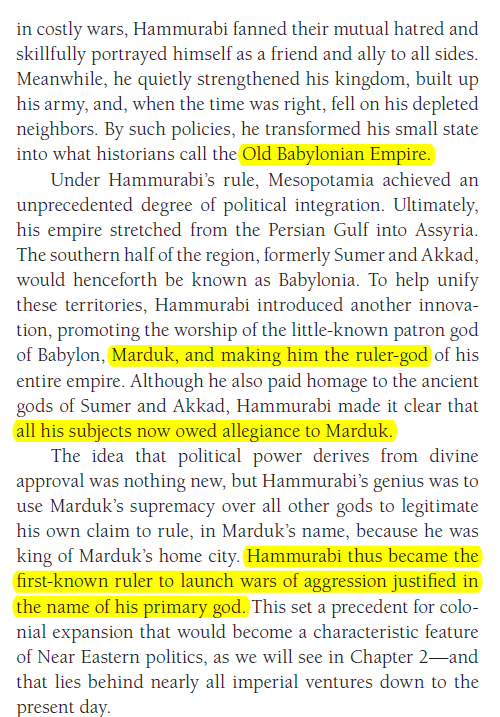 in costly wars, Hammurabi fanned their mutual hatred and
skillfully portrayed himself as a friend and ally to all sides.
Meanwhile, he quietly strengthened his kingdom, built up
his army, and, when the time was right, fell on his depleted
neighbors. By such policies, he transformed his small state
into what historians call the Old Babylonian Empire.
Under Hammurabi’s rule, Mesopotamia achieved an
unprecedented degree of political integration. Ultimately,
his empire stretched from the Persian Gulf into Assyria.
The southern half of the region, formerly Sumer and Akkad,
would henceforth be known as Babylonia. To help unify
these territories, Hammurabi introduced another innova-
tion, promoting the worship of the little-known patron god
of Babylon, Marduk, and making him the ruler-god of his
entire empire. Although he also paid homage to the ancient
gods of Sumer and Akkad, Hammurabi made it clear that
all his subjects now owed allegiance to Marduk.
The idea that political power derives from divine
approval was nothing new, but Hammurabi’s genius was to
use Marduk’s supremacy over all other gods to legitimate
his own claim to rule, in Marduk’s name, because he was
king of Marduk’s home city. Hammurabi thus became the
first-known ruler to launch wars of aggression justified in
the name of his primary god. This set a precedent for colo-
nial expansion that would become a characteristic feature
of Near Eastern politics, as we will see in Chapter 2—and
that lies behind nearly all imperial ventures down to the
present day.